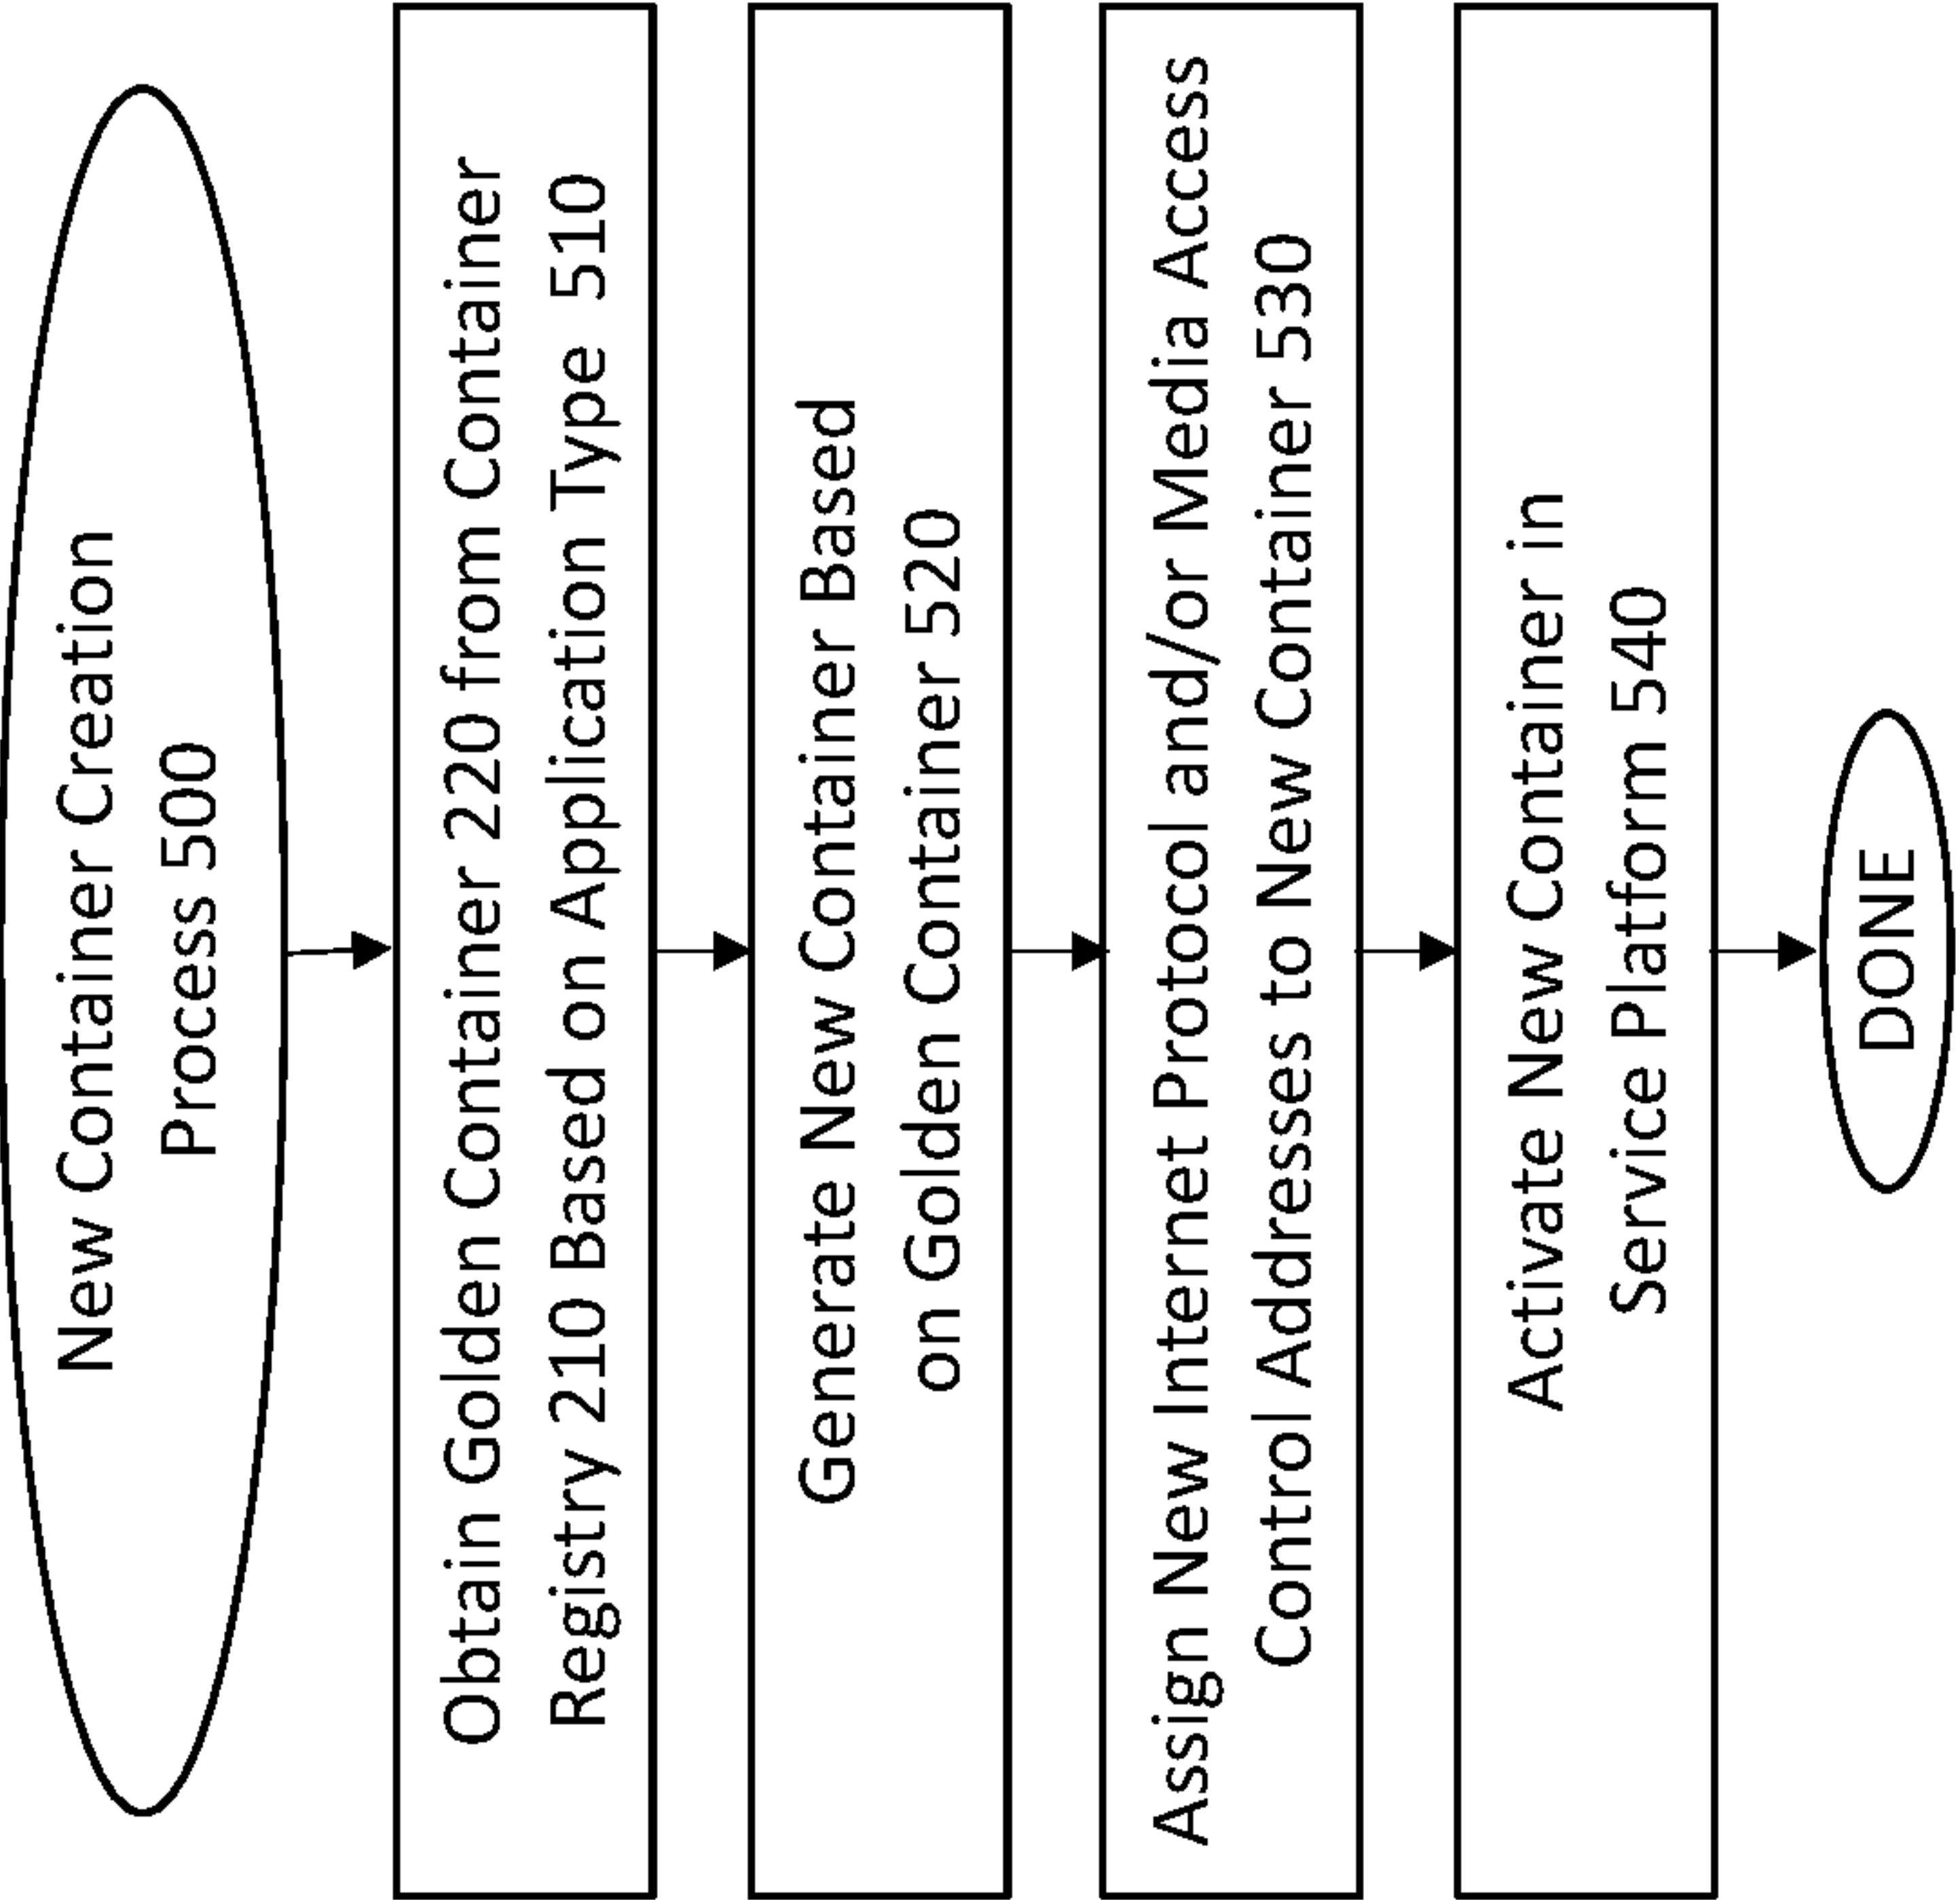 New Container Creation
Process 500
Obtain Golden Container 220 from Container
Registry 210 Based on Application Type 510
Generate New Container Based
on Golden Container 520
Assign New Internet Protocol and/or Media Access
Control Addresses to New Container 530
Activate New Container in
Service Platform 540
DONE